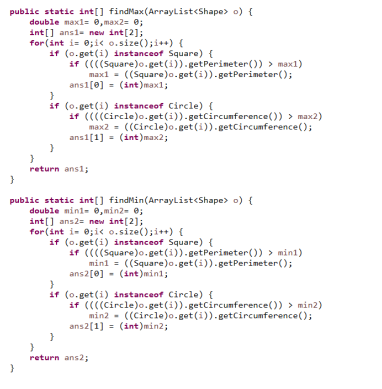 public static int[] findMax(ArrayList<Shape> o) {
double max1= 0,max2= 0;
int[] ans1= new int[2];
for(int i= 0;i< o.size();i++) {
if (o.get(i) instanceof Square) {
if ((((Square)o.get(i)).getPerimeter()) > max1)
max1 = ((Square)o.get(i)).getPerimeter();
ans1[0] = (int)max1;
}
if (o.get(i) instanceof Circle) {
if ((((Circle)o.get(i)).getCircumference()) > max2)
max2 = ((Circle)o.get(i)).getCircumference();
ans1[1] = (int)max2;
}
}
return ans1;
}
public static int[] findMin(ArrayList<Shape> o) {
double min1= 0,min2= 0;
int[] ans2= new int[2];
for(int i= 0;i< o.size();i++) {
if (o.get(i) instanceof Square) {
if ((((Square)o.get(i)).getPerimeter()) > min1)
min1 = ((Square)o.get(i)).getPerimeter();
ans2[0] = (int)min1;
}
if (o.get(i) instanceof Circle) {
if ((((Circle)o.get(i)).getCircumference()) > min2)
min2 = ((Circle)o.get(i)).getCircumference();
ans2[1] = (int)min2;
}
}
return ans2;
}